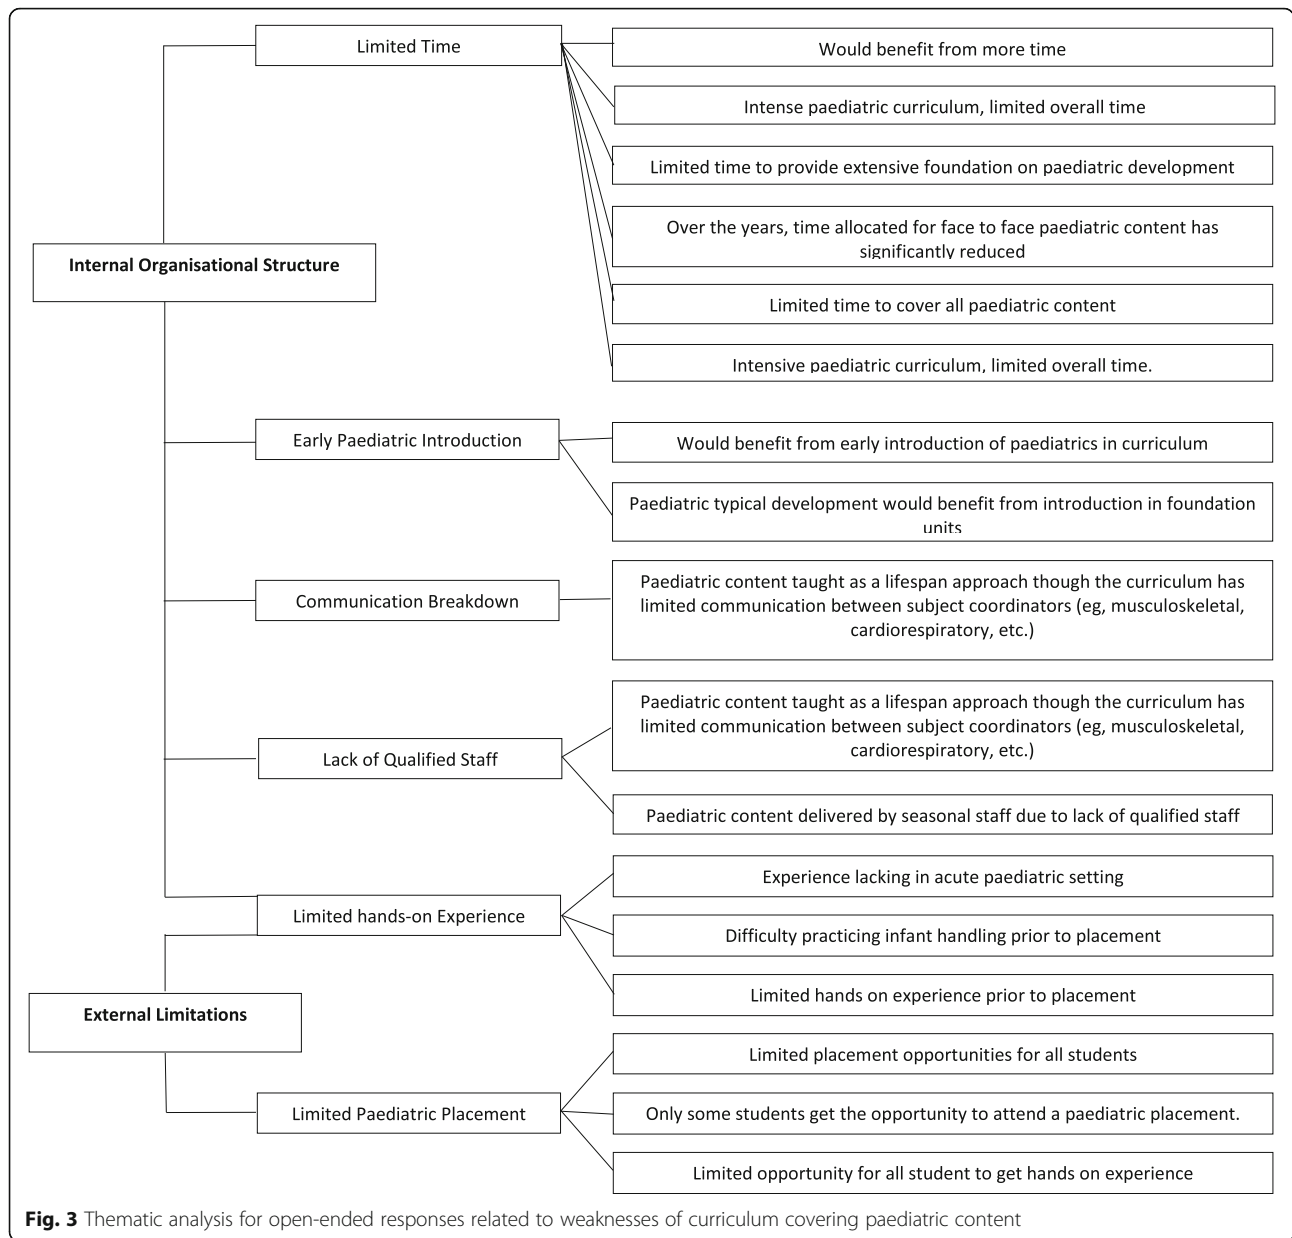 Limited Time
Would benefit from more time
Intense paediatric curriculum, limited overall time
Limited time to provide extensive foundation on paediatric development
Over the years, time allocated for face to face paediatric content has
significantly reduced
Internal Organisational Structure
Limited time to cover all paediatric content
Intensive paediatric curriculum, limited overall time.
Early Paediatric Introduction
Would benefit from early introduction of paediatrics in curriculum
Paediatric typical development would benefit from introduction in foundation
units
Communication Breakdown
Paediatric content taught as a lifespan approach though the curriculum has
limited communication between subject coordinators (eg, musculoskeletal,
cardiorespiratory, etc.)
Lack of Qualified Staff
Paediatric content taught as a lifespan approach though the curriculum has
limited communication between subject coordinators (eg, musculoskeletal,
cardiorespiratory, etc.)
Paediatric content delivered by seasonal staff due to lack of qualified staff
Limited hands-on Experience
Experience lacking in acute paediatric setting
Difficulty practicing infant handling prior to placement
Limited hands on experience prior to placement
External Limitations
Limited Paediatric Placement
Limited placement opportunities for all students
Only some students get the opportunity to attend a paediatric placement.
Limited opportunity for all student to get hands on experience
Fig. 3 Thematic analysis for open-ended responses related to weaknesses of curriculum covering paediatric content